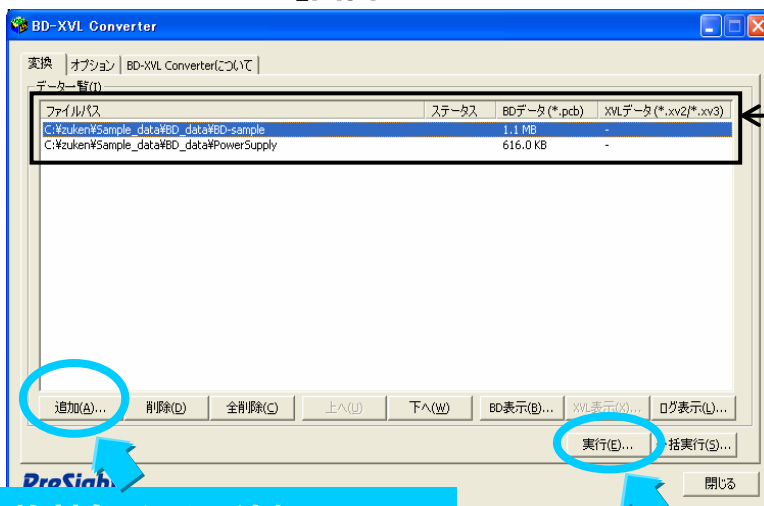 BD-XVL Converter
変換 オプション BD-XVL Converterについて
データ一覧(I)
ファイルパス ステータス BDデータ(*.pcb) XVLデータ(*.xv2/*.xv3)
C:¥zuken¥Sample_data¥BD_data¥BD-sample 1.1 MB -
C:¥zuken¥Sample_data¥BD_data¥PowerSupply 616.0 KB -
追加(A)... 削除(D) 全削除(C) 上へ(U) 下へ(W) BD表示(B)... XVL表示(X)... ログ表示(L)...
実行(E)... 括実行(S)...
閉じる